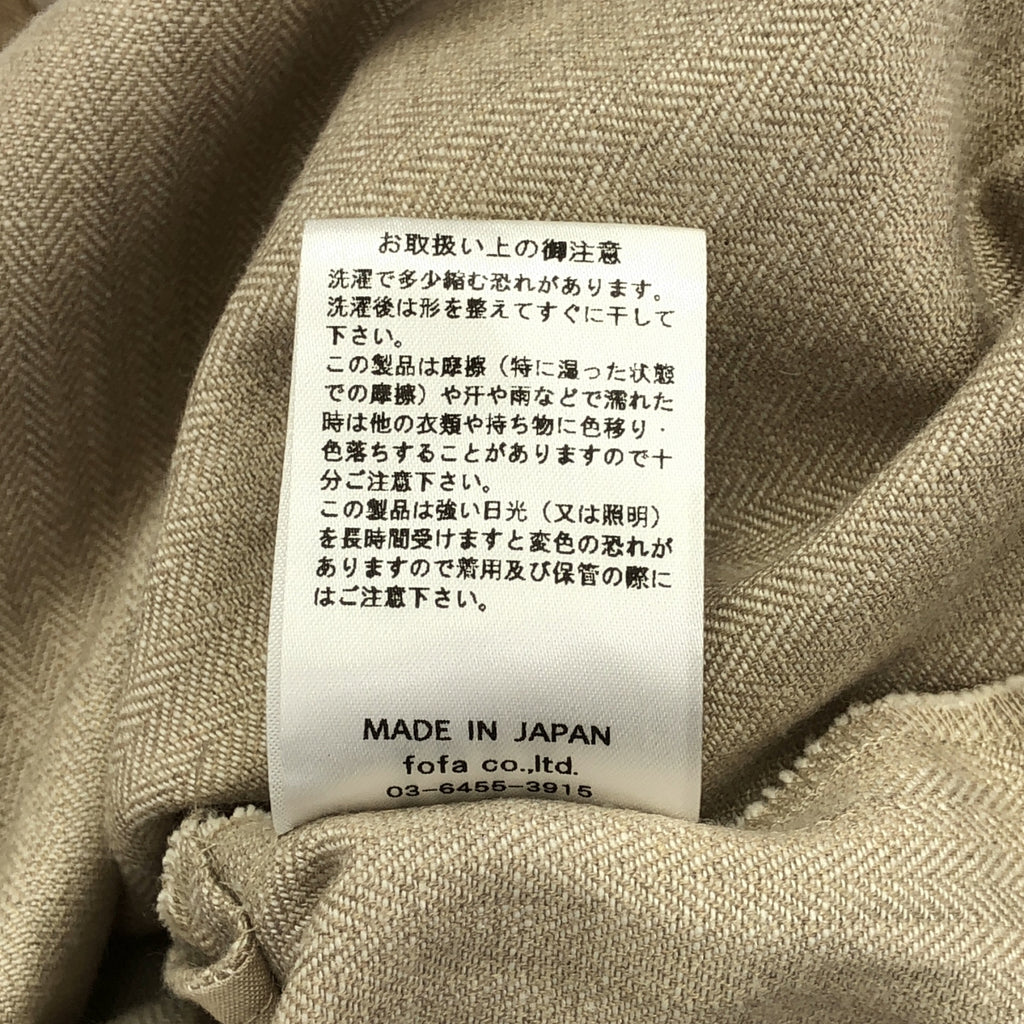 お取扱い上の御注意
洗濯で多少縮む恐れがあります。
洗濯後は形を整えてすぐに干して
下さい。
この製品は摩擦（特に湿った状態
での摩擦）や汗や雨などで濡れた
時は他の衣類や持ち物に色移り・
色落ちすることがありますので十
分ご注意下さい。
この製品は強い日光（又は照明）
を長時間受けますと変色の恐れが
ありますので着用及び保管の際に
はご注意下さい。
MADE IN JAPAN
fofa co.,ltd.
03-6455-3915